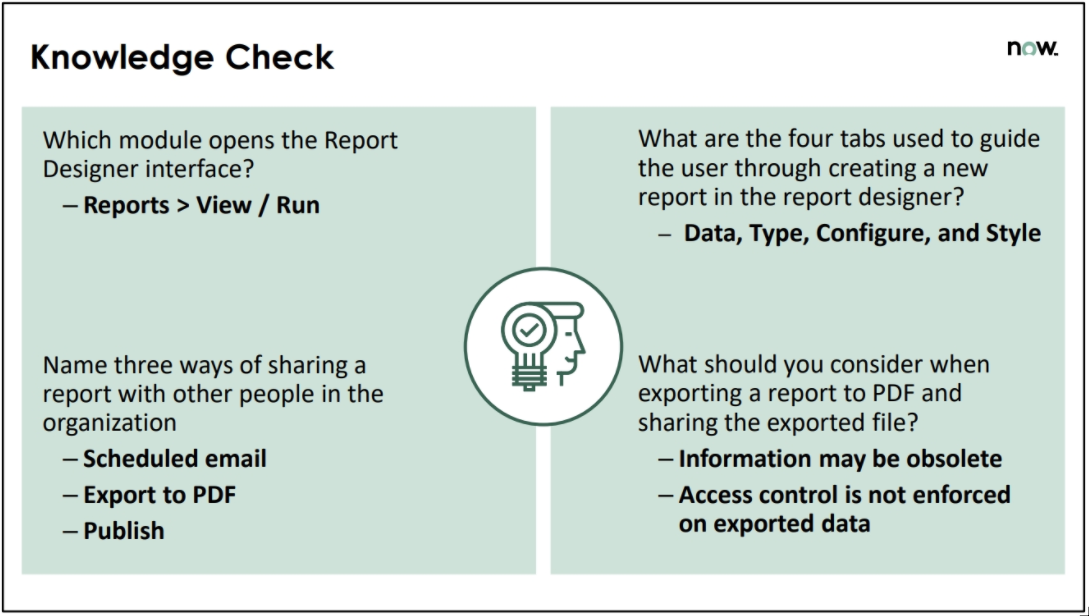 Knowledge Check
now.
Which module opens the Report
Designer interface?
– Reports > View / Run
What are the four tabs used to guide
the user through creating a new
report in the report designer?
– Data, Type, Configure, and Style
Name three ways of sharing a
report with other people in the
organization
– Scheduled email
– Export to PDF
– Publish
What should you consider when
exporting a report to PDF and
sharing the exported file?
– Information may be obsolete
– Access control is not enforced
on exported data